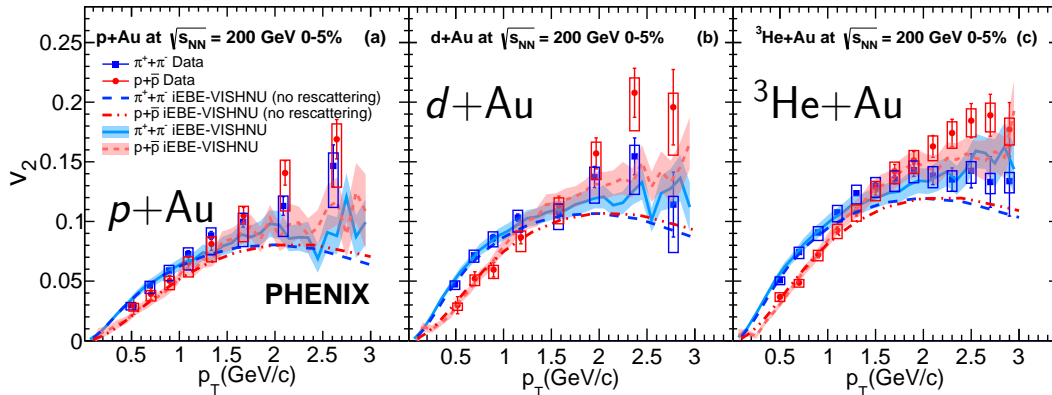 p+Au at √s_NN = 200 GeV 0-5% (a)
π⁺+π⁻ Data
p+p̄ Data
π⁺+π⁻ iEBE-VISHNU (no rescattering)
p+p̄ iEBE-VISHNU (no rescattering)
π⁺+π⁻ iEBE-VISHNU
p+p̄ iEBE-VISHNU
p+Au
PHENIX
d+Au at √s_NN = 200 GeV 0-5% (b)
d+Au
³He+Au at √s_NN = 200 GeV 0-5% (c)
³He+Au
v₂
0.25
0.2
0.15
0.1
0.05
0
0.5 1 1.5 2 2.5 3
0.5 1 1.5 2 2.5 3
0.5 1 1.5 2 2.5 3
p_T(GeV/c)
p_T(GeV/c)
p_T(GeV/c)